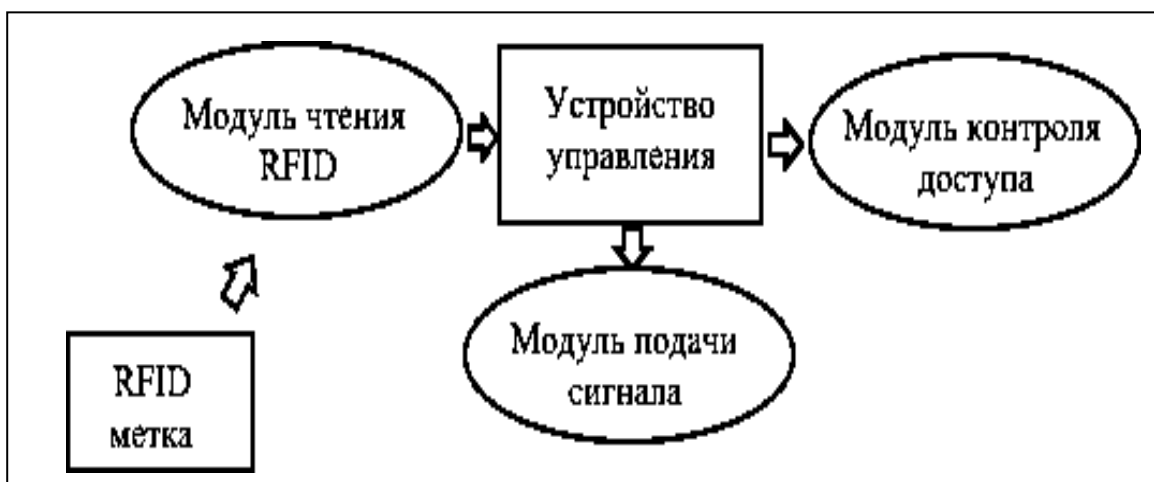 Модуль чтения
RFID
Устройство
управления
Модуль контроля
доступа
Модуль подачи
сигнала
RFID
метка